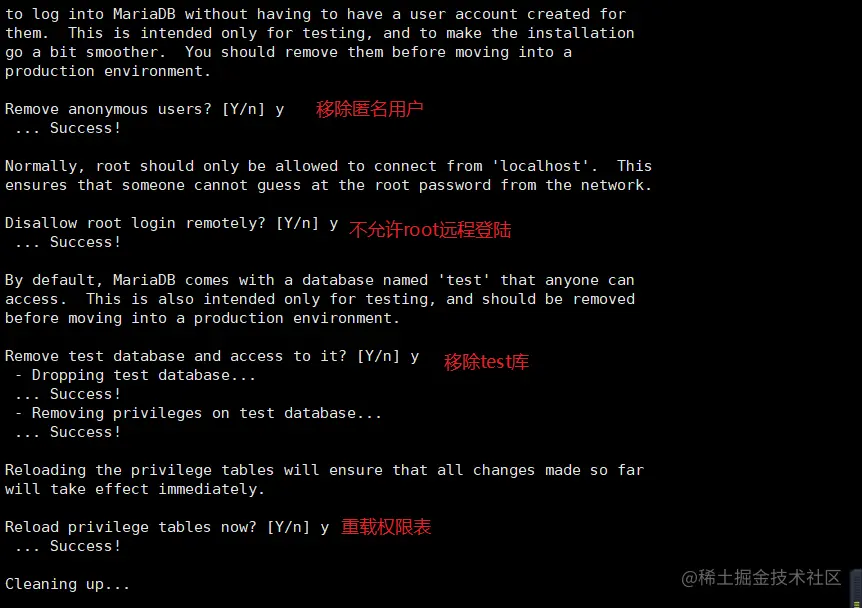 to log into MariaDB without having to have a user account created for
them.  This is intended only for testing, and to make the installation
go a bit smoother.  You should remove them before moving into a
production environment.
Remove anonymous users? [Y/n] y 移除匿名用户
 ... Success!
Normally, root should only be allowed to connect from 'localhost'.  This
ensures that someone cannot guess at the root password from the network.
Disallow root login remotely? [Y/n] y 不允许root远程登陆
 ... Success!
By default, MariaDB comes with a database named 'test' that anyone can
access.  This is also intended only for testing, and should be removed
before moving into a production environment.
Remove test database and access to it? [Y/n] y 移除test库
 - Dropping test database...
 ... Success!
 - Removing privileges on test database...
 ... Success!
Reloading the privilege tables will ensure that all changes made so far
will take effect immediately.
Reload privilege tables now? [Y/n] y 重载权限表
 ... Success!
Cleaning up...
@稀土掘金技术社区